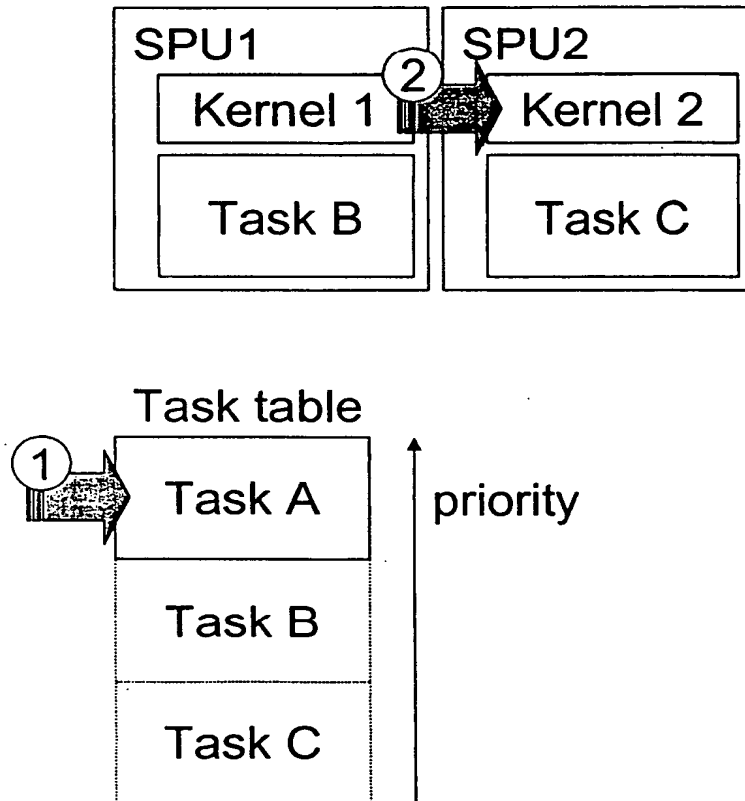 SPU1
SPU2
2
Kernel 1
Kernel 2
Task B
Task C
Task table
1
Task A
priority
Task B
Task C